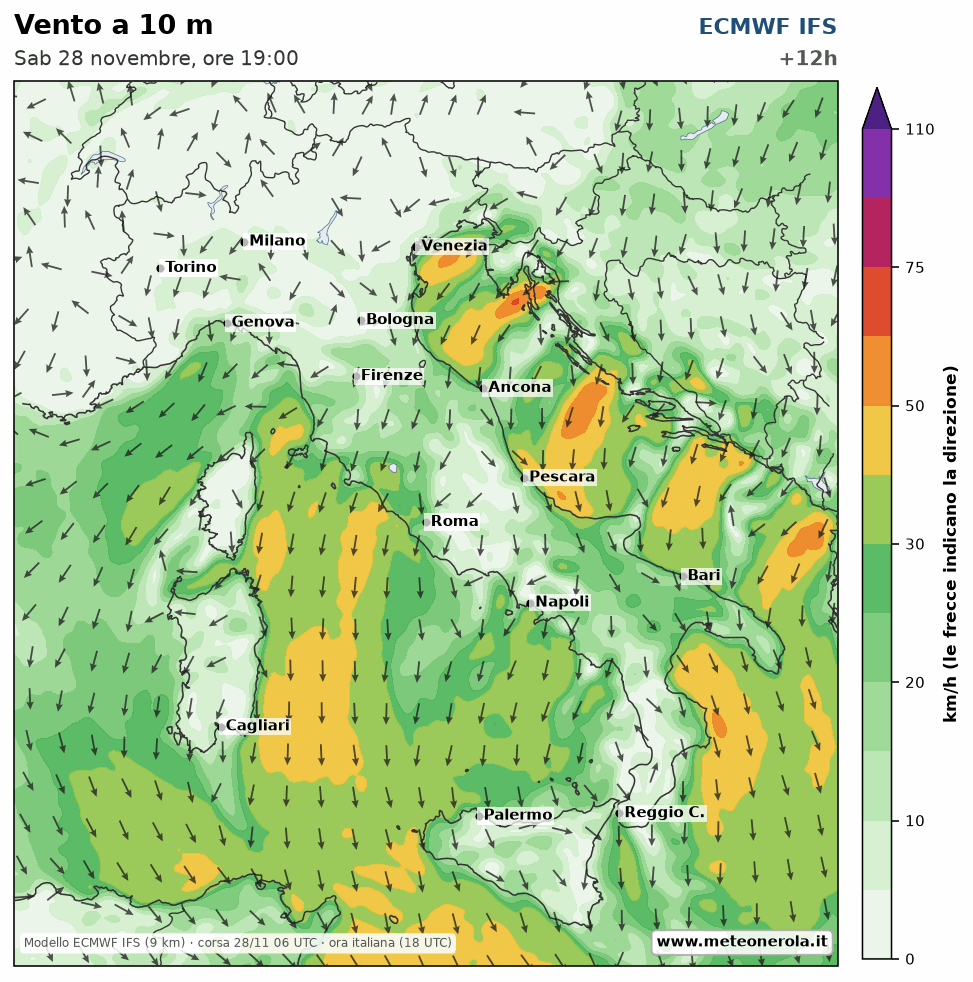 Vento a 10 m
ECMWF IFS
Sab 28 novembre, ore 19:00
+12h
Milano
Venezia
Torino
Genova
Bologna
Firenze
Ancona
Pescara
Roma
Bari
Napoli
Cagliari
Palermo
Reggio C.
110
75
50
30
20
10
0
km/h (le frecce indicano la direzione)
Modello ECMWF IFS (9 km) · corsa 28/11 06 UTC · ora italiana (18 UTC)
www.meteonerola.it